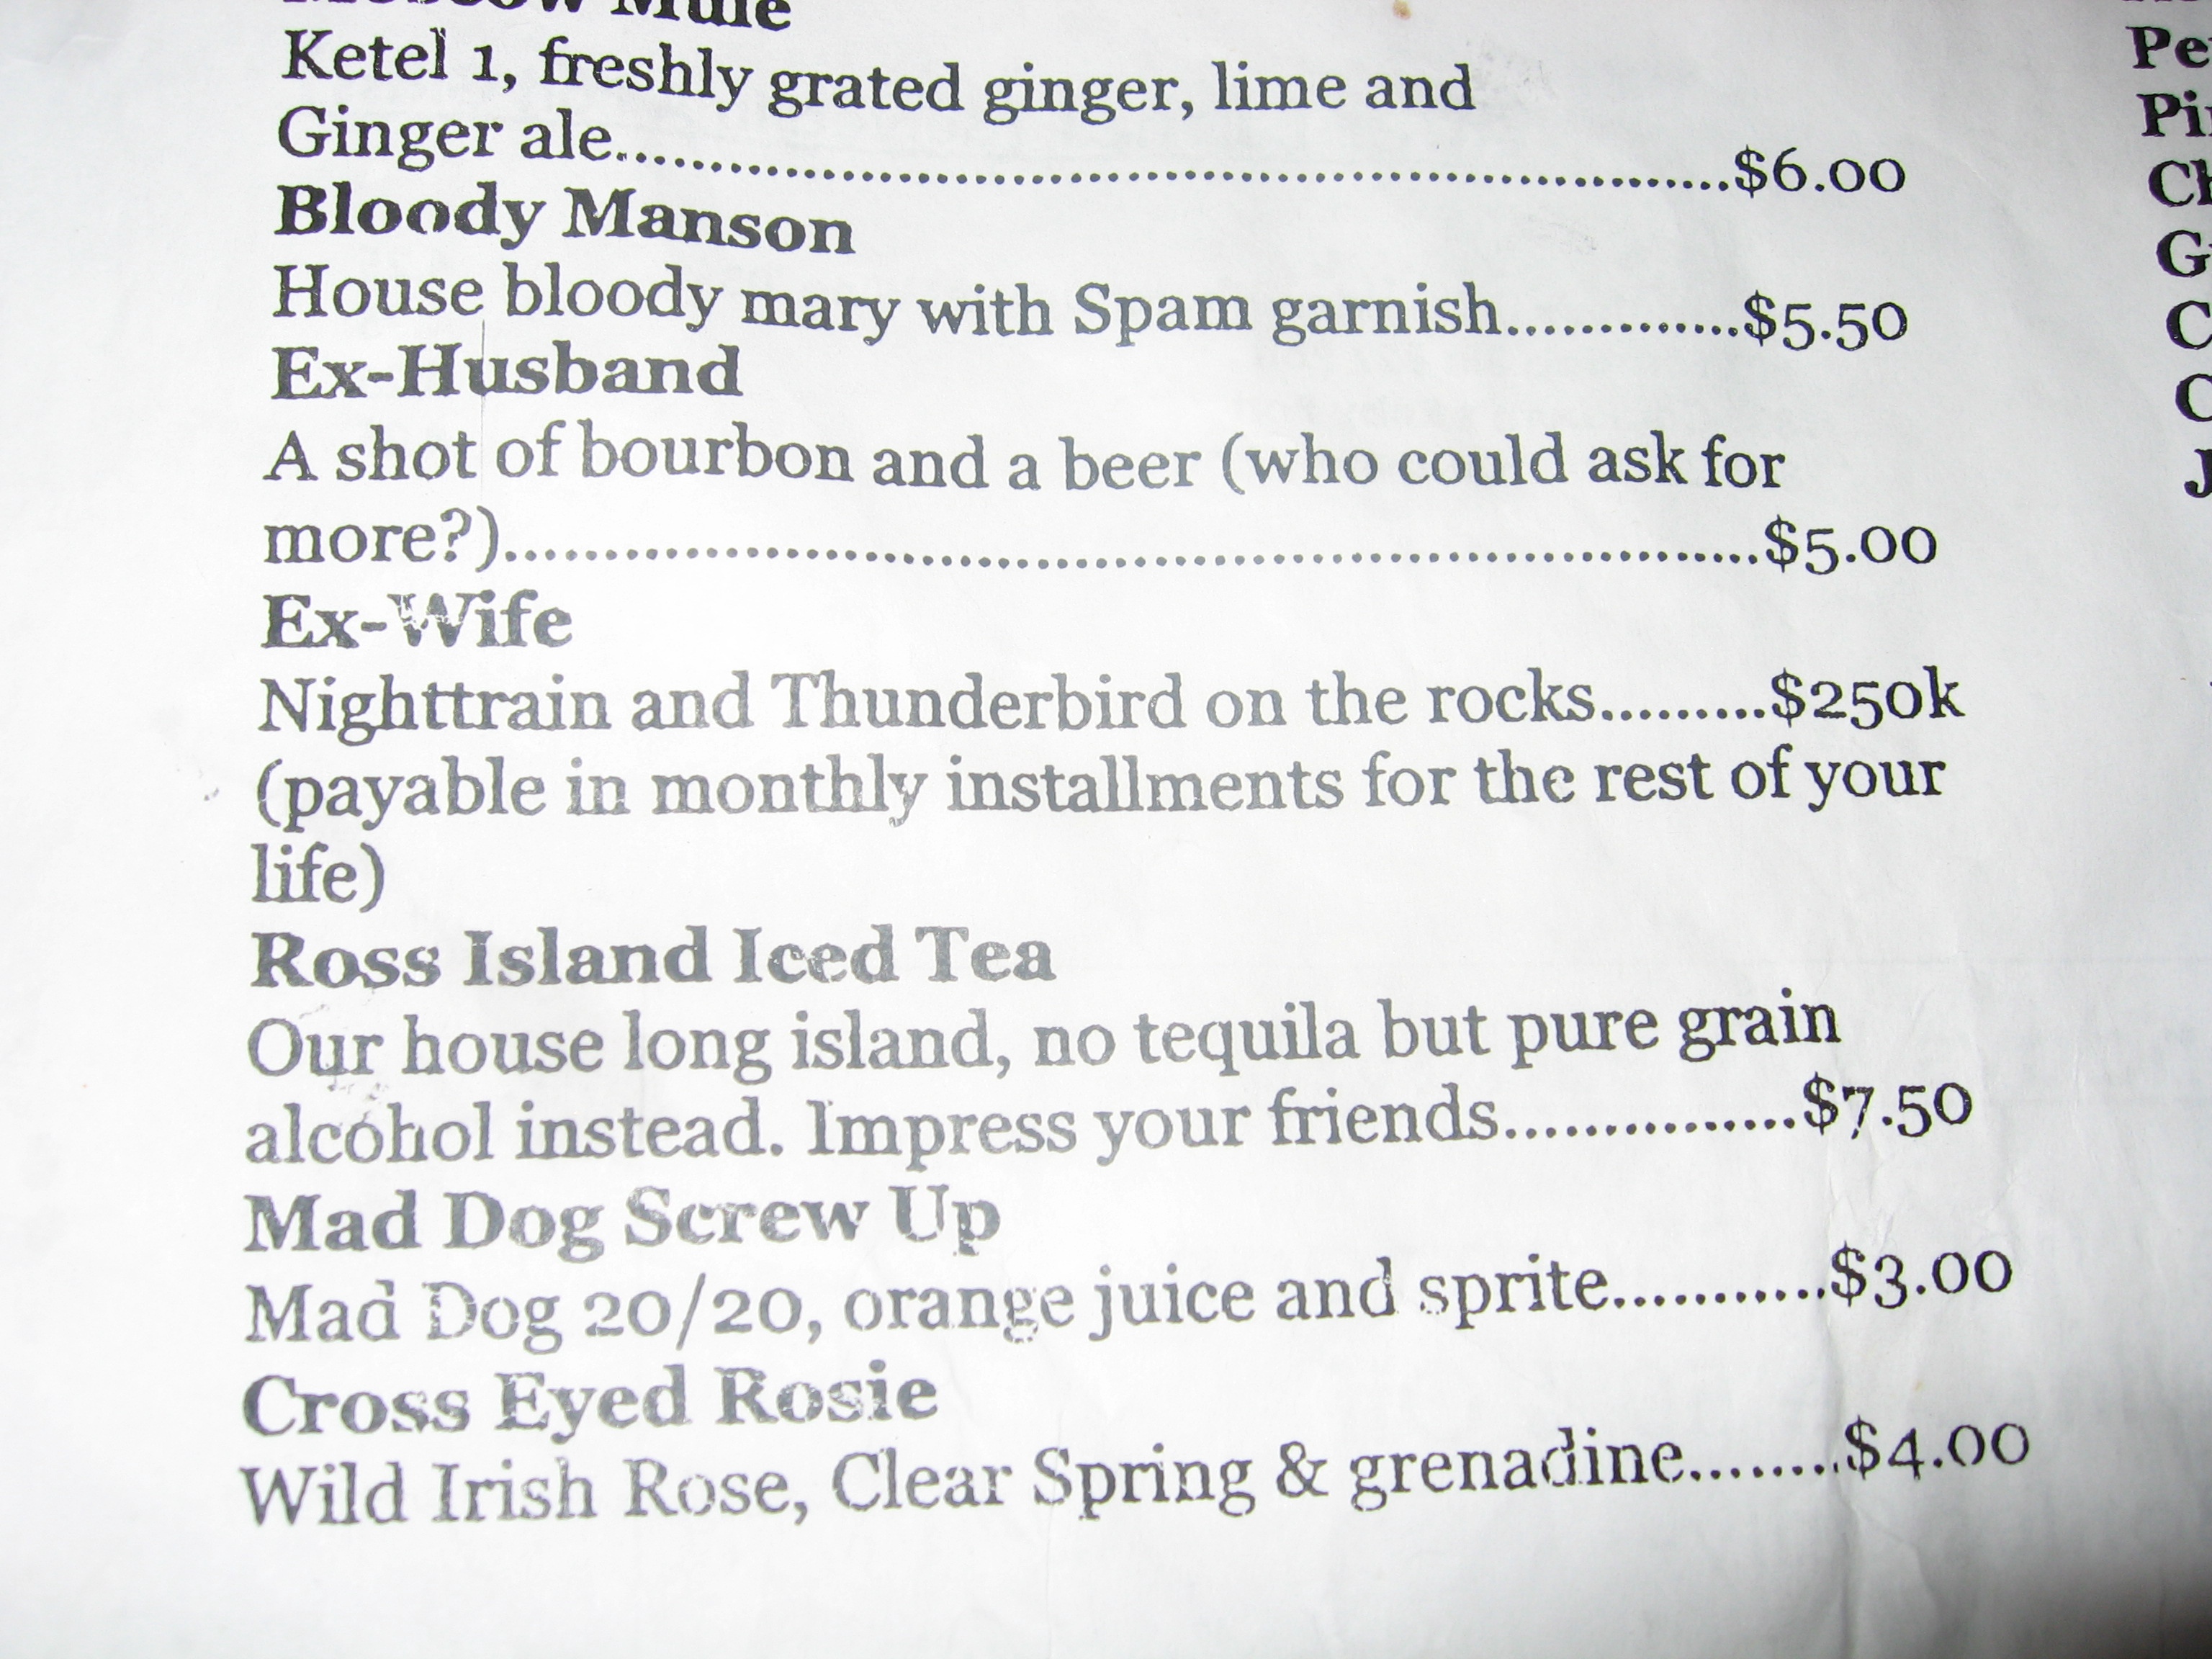 Moscow Mule
Ketel 1, freshly grated ginger, lime and
Ginger ale......................................................................$6.00
Bloody Manson
House bloody mary with Spam garnish..............$5.50
Ex-Husband
A shot of bourbon and a beer (who could ask for
more?)..............................................................................$5.00
Ex-Wife
Nighttrain and Thunderbird on the rocks..........$250k
(payable in monthly installments for the rest of your
life)
Ross Island Iced Tea
Our house long island, no tequila but pure grain
alcohol instead. Impress your friends................$7.50
Mad Dog Screw Up
Mad Dog 20/20, orange juice and sprite............$3.00
Cross Eyed Rosie
Wild Irish Rose, Clear Spring & grenadine........$4.00